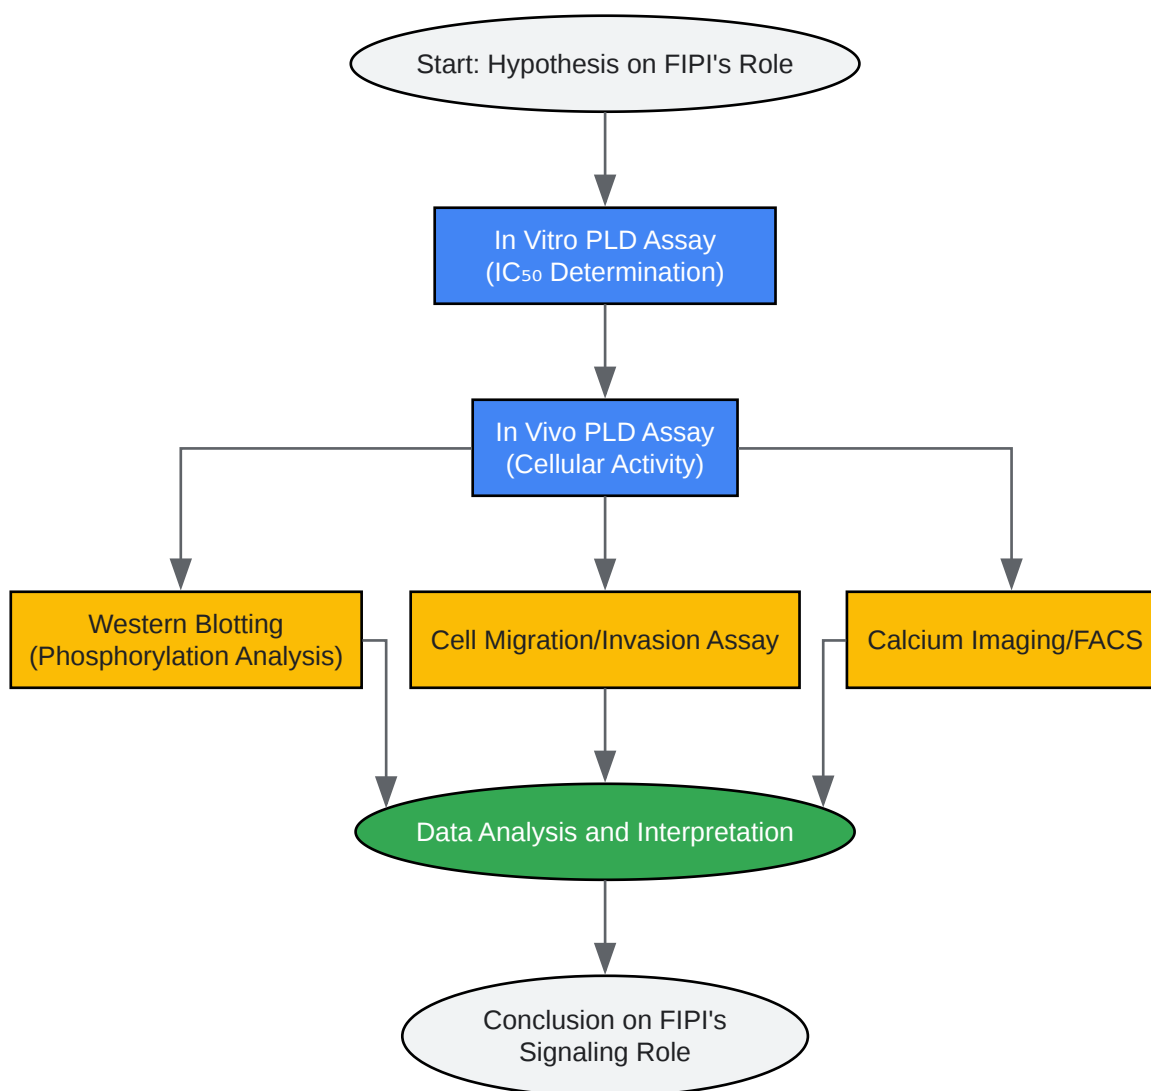 Start: Hypothesis on FIPI's Role
In Vitro PLD Assay
(IC₅₀ Determination)
In Vivo PLD Assay
(Cellular Activity)
Western Blotting
(Phosphorylation Analysis)
Cell Migration/Invasion Assay
Calcium Imaging/FACS
Data Analysis and Interpretation
Conclusion on FIPI's
Signaling Role